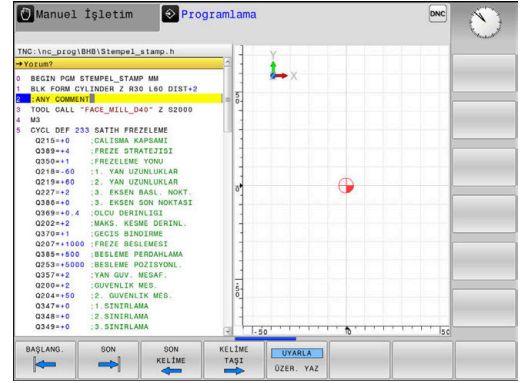 Manuel İşletim
Programlama
DNC
TNC:\nc_prog\BHB\Stempel_stamp.h
→Yorum?
0 BEGIN PGM STEMPEL_STAMP MM
1 BLK FORM CYLINDER Z R30 L60 DIST+2
2 ;ANY COMMENT
3 TOOL CALL "FACE_MILL_D40" Z S2000
4 M3
5 CYCL DEF 233 SATIH FREZELEME
Q215=+0 ;CALISMA KAPSAMI
Q389=+4 ;FREZE STRATEJISI
Q350=+1 ;FREZELEME YONU
Q218=-60 ;1. YAN UZUNLUKLAR
Q219=+60 ;2. YAN UZUNLUKLAR
Q227=+2 ;3. EKSEN BASL. NOKT.
Q386=+0 ;3. EKSEN SON NOKTASI
Q369=+0.4 ;OLCU DERINLIGI
Q202=+2 ;MAKS. KESME DERINL.
Q370=+1 ;GECIS BINDIRME
Q207=+1000 ;FREZE BESLEMESI
Q385=+500 ;BESLEME PERDAHLAMA
Q253=+5000 ;BESLEME POZISYONL.
Q357=+2 ;YAN GUV. MESAF.
Q200=+2 ;GUVENLIK MES.
Q204=+50 ;2. GUVENLIK MES.
Q347=+0 ;1.SINIRLAMA
Q348=+0 ;2.SINIRLAMA
Q349=+0 ;3.SINIRLAMA
Y
X
50
0
-50
-50
0
50
BAŞLANG.
SON
SON
KELİME
KELİME
TAŞI
UYARLA
ÜZER. YAZ